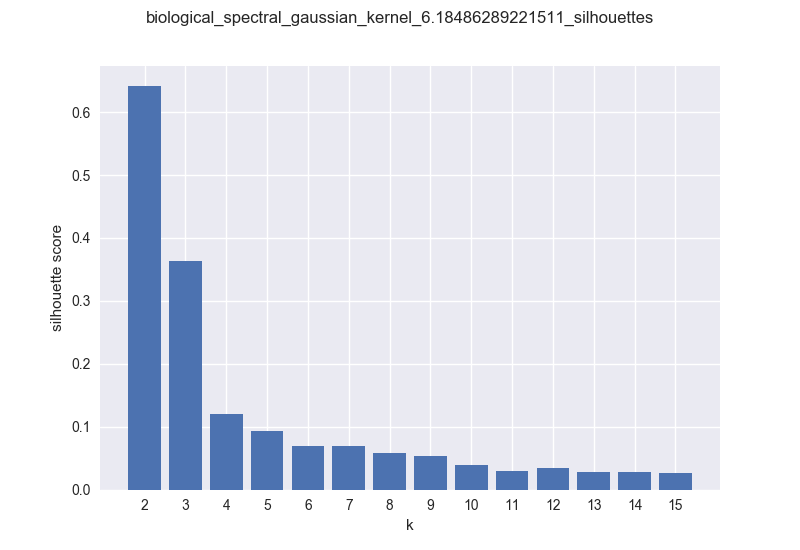 biological_spectral_gaussian_kernel_6.18486289221511_silhouettes
0.6
0.5
0.4
0.3
0.2
0.1
0.0
silhouette score
2 3 4 5 6 7 8 9 10 11 12 13 14 15
k